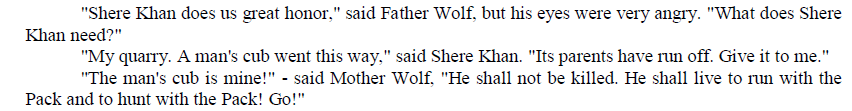 "Shere Khan does us great honor," said Father Wolf, but his eyes were very angry. "What does Shere
Khan need?"
"My quarry. A man's cub went this way," said Shere Khan. "Its parents have run off. Give it to me."
"The man's cub is mine!" - said Mother Wolf, "He shall not be killed. He shall live to run with the
Pack and to hunt with the Pack! Go!"